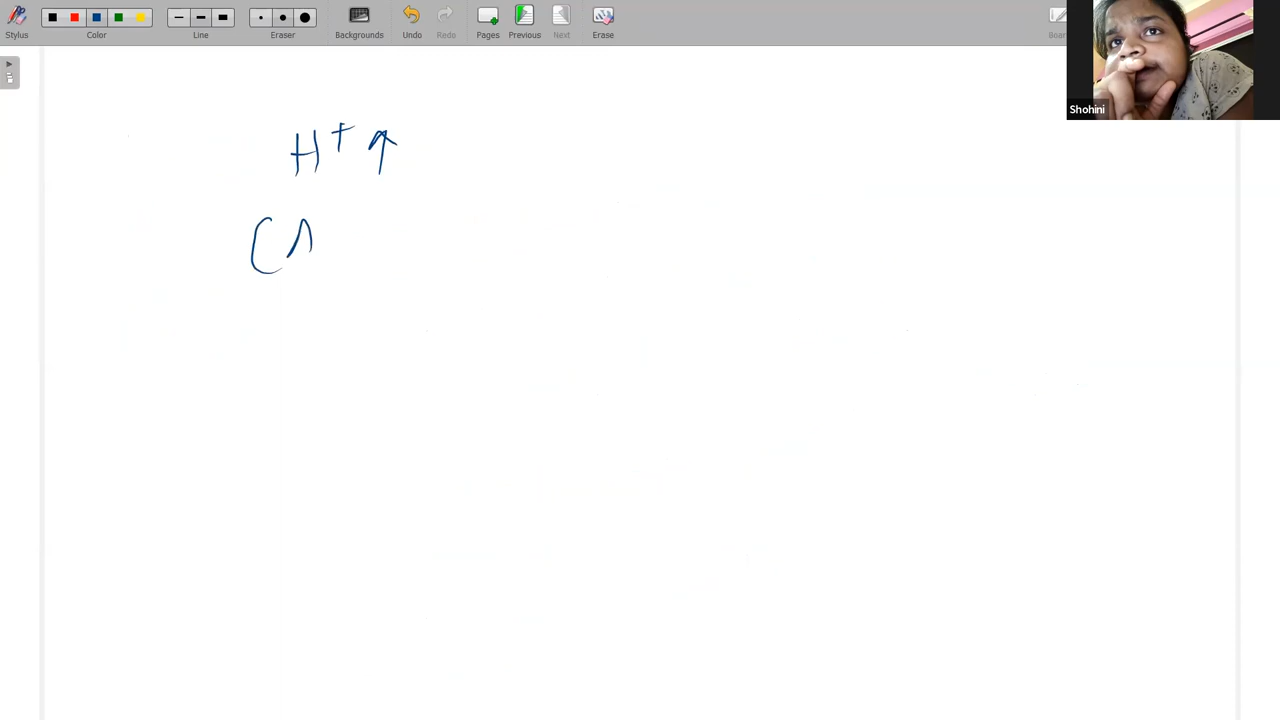 Stylus
Color
Line
Eraser
Backgrounds
Undo
Redo
Pages
Previous
Next
Erase
Shohini
H⁺ ↑